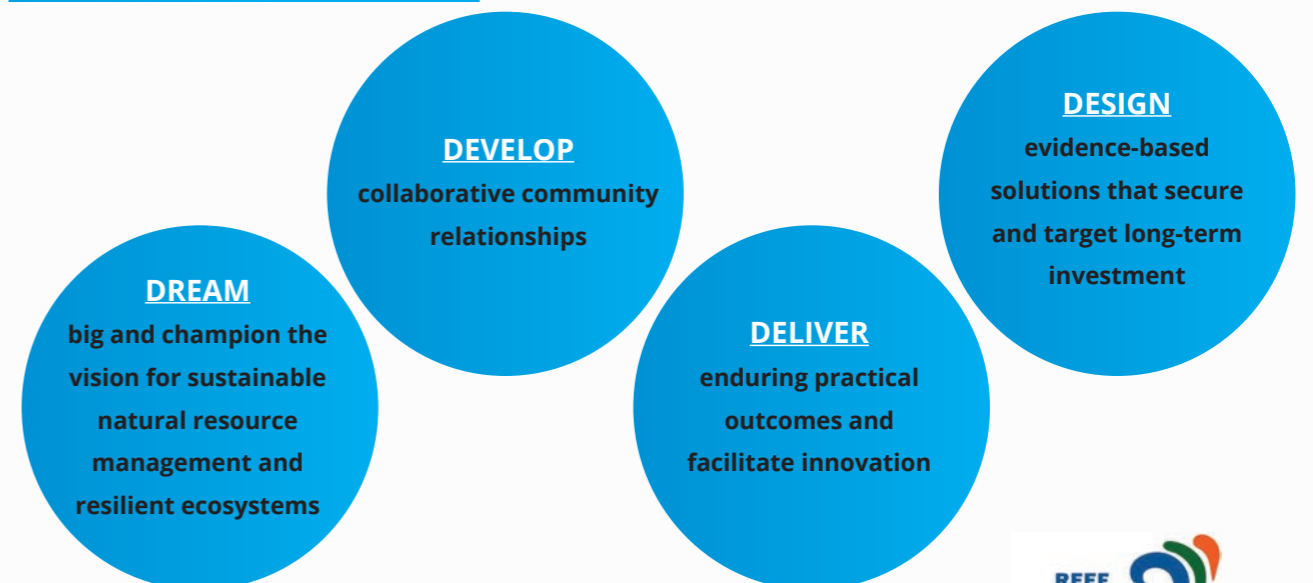 DREAM
big and champion the
vision for sustainable
natural resource
management and
resilient ecosystems
DEVELOP
collaborative community
relationships
DELIVER
enduring practical
outcomes and
facilitate innovation
DESIGN
evidence-based
solutions that secure
and target long-term
investment
REEF